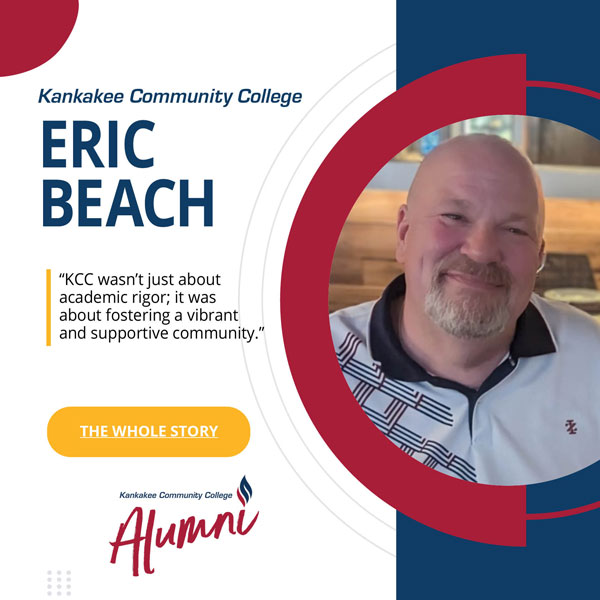 Kankakee Community College
ERIC
BEACH
“KCC wasn’t just about
academic rigor; it was
about fostering a vibrant
and supportive community.”
THE WHOLE STORY
Kankakee Community College
Alumni